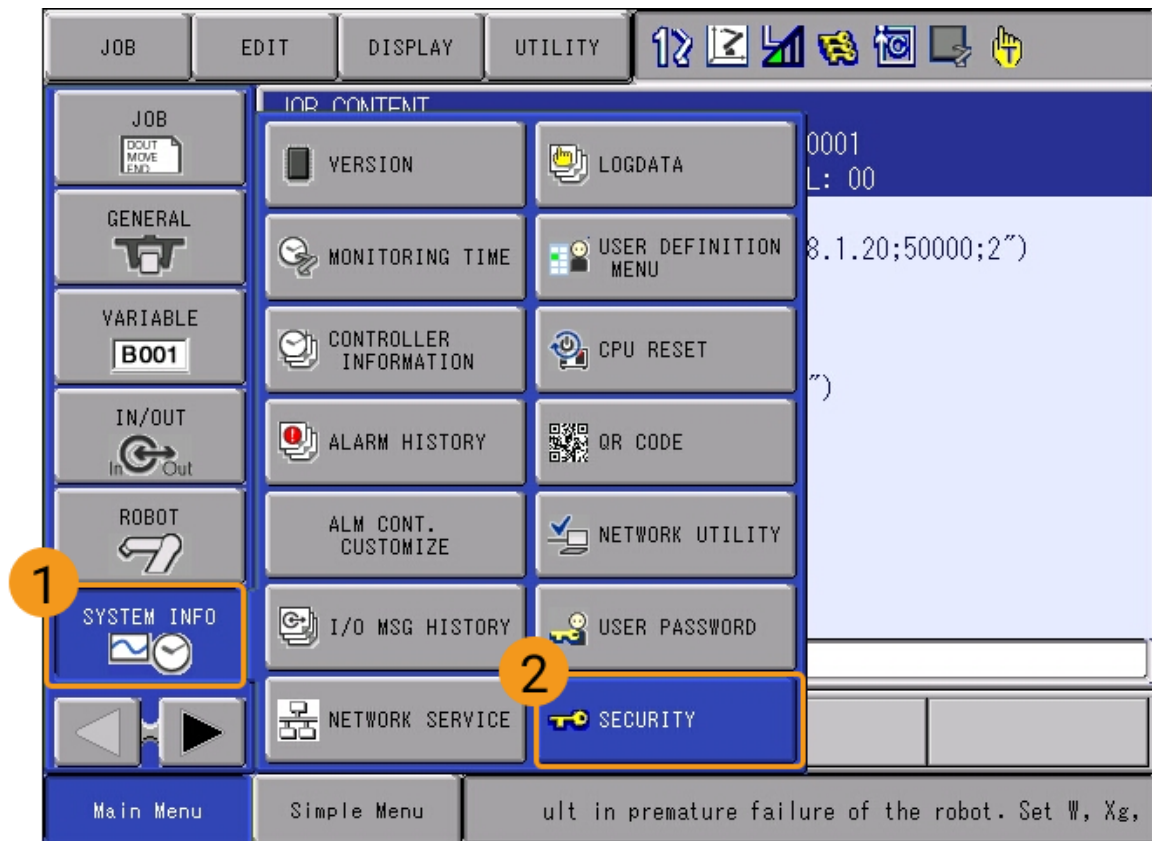 JOB
EDIT
DISPLAY
UTILITY
JOB
DOUT
MOVE
END
GENERAL
VARIABLE
B001
IN/OUT
In Out
ROBOT
1
SYSTEM INFO
JOB CONTENT
0001
L: 00
8.1.20;50000;2")
")
VERSION
LOGDATA
MONITORING TIME
USER DEFINITION
MENU
CONTROLLER
INFORMATION
CPU RESET
ALARM HISTORY
QR CODE
ALM CONT.
CUSTOMIZE
NETWORK UTILITY
I/O MSG HISTORY
USER PASSWORD
NETWORK SERVICE
2
SECURITY
Main Menu
Simple Menu
ult in premature failure of the robot. Set W, Xg,